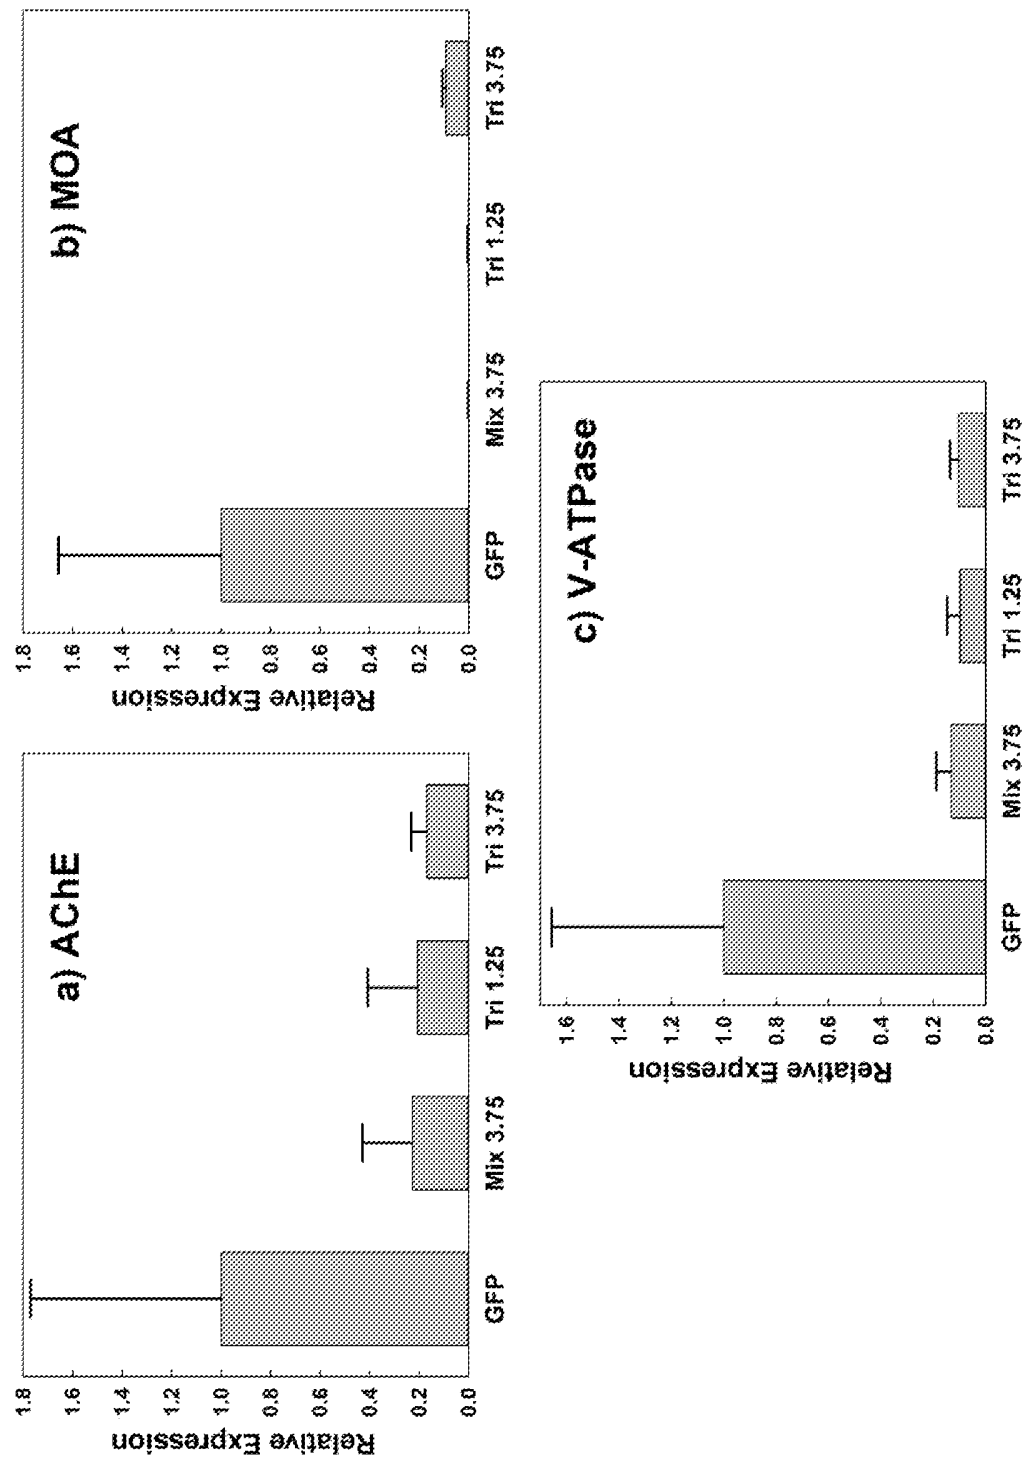 a) AChE
Relative Expression
1.8
1.6
1.4
1.2
1.0
0.8
0.6
0.4
0.2
0.0
GFP
Mix 3.75
Tri 1.25
Tri 3.75
b) MOA
Relative Expression
1.8
1.6
1.4
1.2
1.0
0.8
0.6
0.4
0.2
0.0
GFP
Mix 3.75
Tri 1.25
Tri 3.75
c) V-ATPase
Relative Expression
1.6
1.4
1.2
1.0
0.8
0.6
0.4
0.2
0.0
GFP
Mix 3.75
Tri 1.25
Tri 3.75